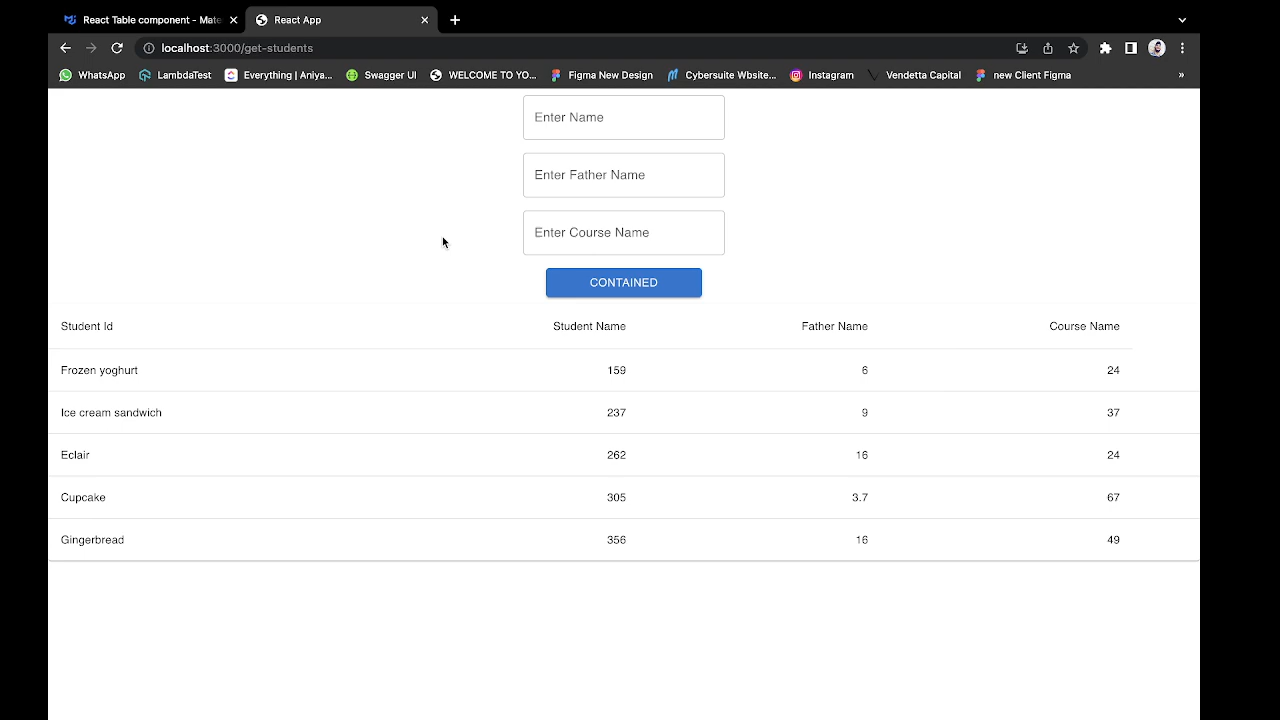 React Table component - Mate
React App
localhost:3000/get-students
WhatsApp LambdaTest Everything | Aniya... Swagger UI WELCOME TO YO... Figma New Design Cybersuite Wbsite... Instagram Vendetta Capital new Client Figma »
Enter Name
Enter Father Name
Enter Course Name
CONTAINED
Student Id Student Name Father Name Course Name
Frozen yoghurt 159 6 24
Ice cream sandwich 237 9 37
Eclair 262 16 24
Cupcake 305 3.7 67
Gingerbread 356 16 49